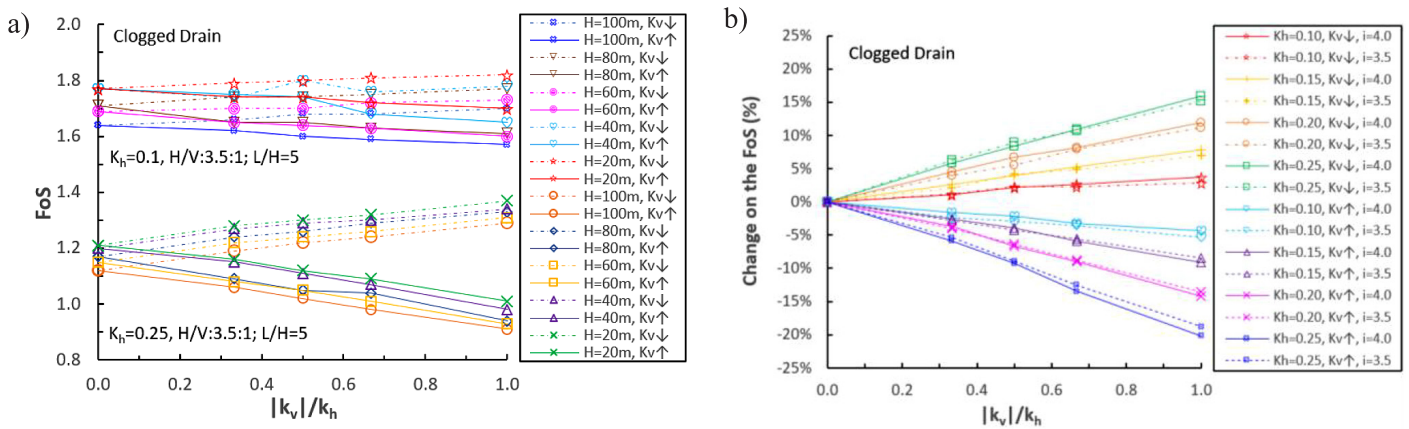 a)
Clogged Drain
2.0
1.8
1.6
1.4
1.2
1.0
0.8
FoS
Kh=0.1, H/V:3.5:1; L/H=5
Kh=0.25, H/V:3.5:1; L/H=5
0.0 0.2 0.4 0.6 0.8 1.0
|kv|/kh
H=100m, Kv↓
H=100m, Kv↑
H=80m, Kv↓
H=80m, Kv↑
H=60m, Kv↓
H=60m, Kv↑
H=40m, Kv↓
H=40m, Kv↑
H=20m, Kv↓
H=20m, Kv↑
H=100m, Kv↓
H=100m, Kv↑
H=80m, Kv↓
H=80m, Kv↑
H=60m, Kv↓
H=60m, Kv↑
H=40m, Kv↓
H=40m, Kv↑
H=20m, Kv↓
H=20m, Kv↑
b)
Clogged Drain
25%
20%
15%
10%
5%
0%
-5%
-10%
-15%
-20%
-25%
Change on the FoS (%)
0.0 0.2 0.4 0.6 0.8 1.0
|kv|/kh
Kh=0.10, Kv↓, i=4.0
Kh=0.10, Kv↓, i=3.5
Kh=0.15, Kv↓, i=4.0
Kh=0.15, Kv↓, i=3.5
Kh=0.20, Kv↓, i=4.0
Kh=0.20, Kv↓, i=3.5
Kh=0.25, Kv↓, i=4.0
Kh=0.25, Kv↓, i=3.5
Kh=0.10, Kv↑, i=4.0
Kh=0.10, Kv↑, i=3.5
Kh=0.15, Kv↑, i=4.0
Kh=0.15, Kv↑, i=3.5
Kh=0.20, Kv↑, i=4.0
Kh=0.20, Kv↑, i=3.5
Kh=0.25, Kv↑, i=4.0
Kh=0.25, Kv↑, i=3.5